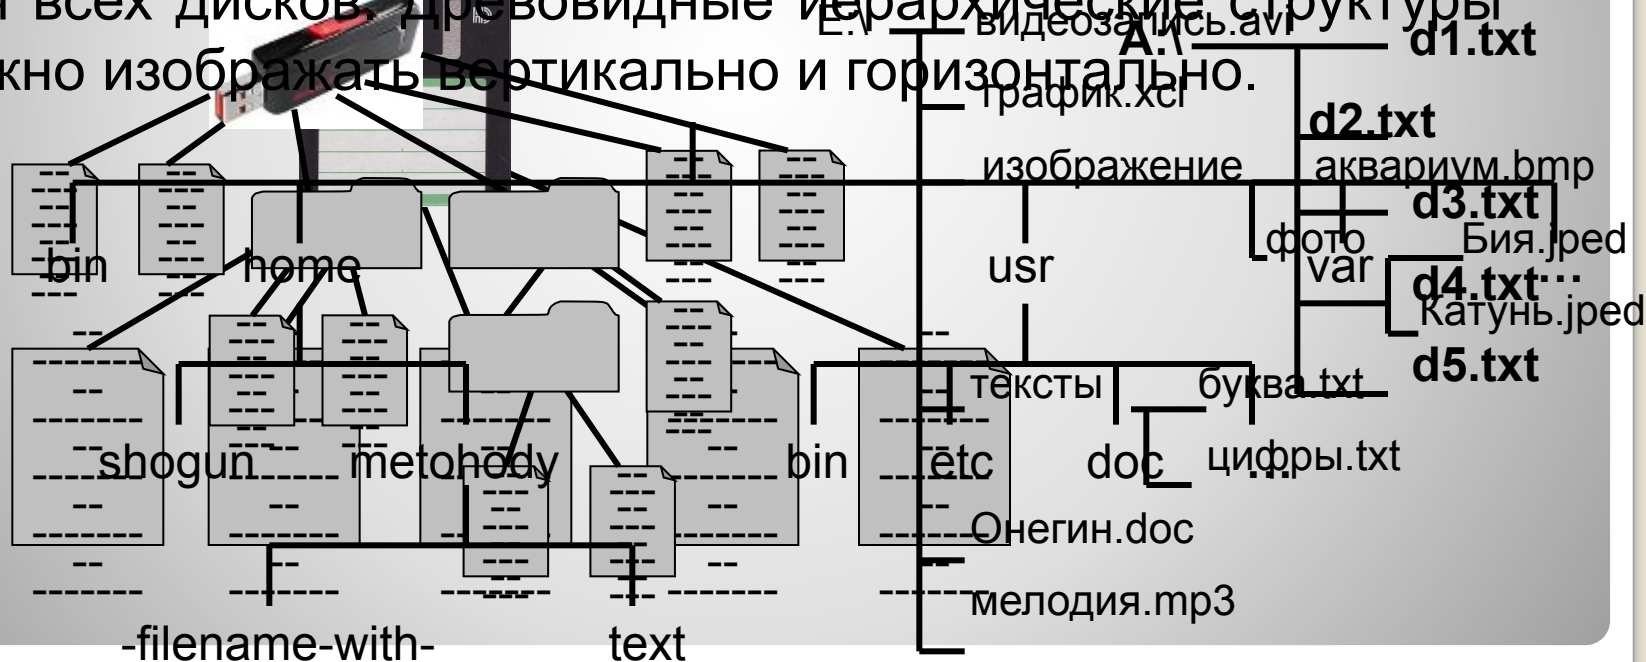 я всех дисков. Древовидные иерархические структуры
E:\ видеозапись.avi A:\ d1.txt
жно изображать вертикально и горизонтально.
график.xcl
d2.txt
изображение аквариум.bmp
d3.txt
фото Бия.jped
bin home usr var ...
d4.txt
Катунь.jped
d5.txt
тексты буква.txt
shogun metohody bin etc doc ...
цифры.txt
Онегин.doc
мелодия.mp3
-filename-with- text